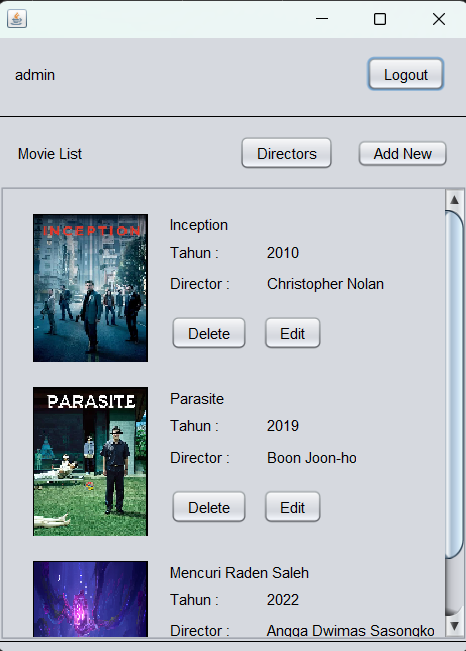 admin
Logout
Movie List
Directors
Add New
INCEPTION
Inception
Tahun : 2010
Director : Christopher Nolan
Delete
Edit
PARASITE
Parasite
Tahun : 2019
Director : Boon Joon-ho
Delete
Edit
Mencuri Raden Saleh
Tahun : 2022
Director : Angga Dwimas Sasongko